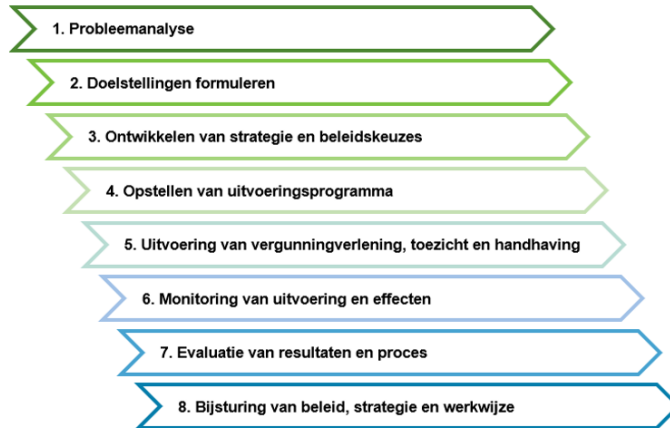 1. Probleemanalyse
2. Doelstellingen formuleren
3. Ontwikkelen van strategie en beleidskeuzes
4. Opstellen van uitvoeringsprogramma
5. Uitvoering van vergunningverlening, toezicht en handhaving
6. Monitoring van uitvoering en effecten
7. Evaluatie van resultaten en proces
8. Bijsturing van beleid, strategie en werkwijze